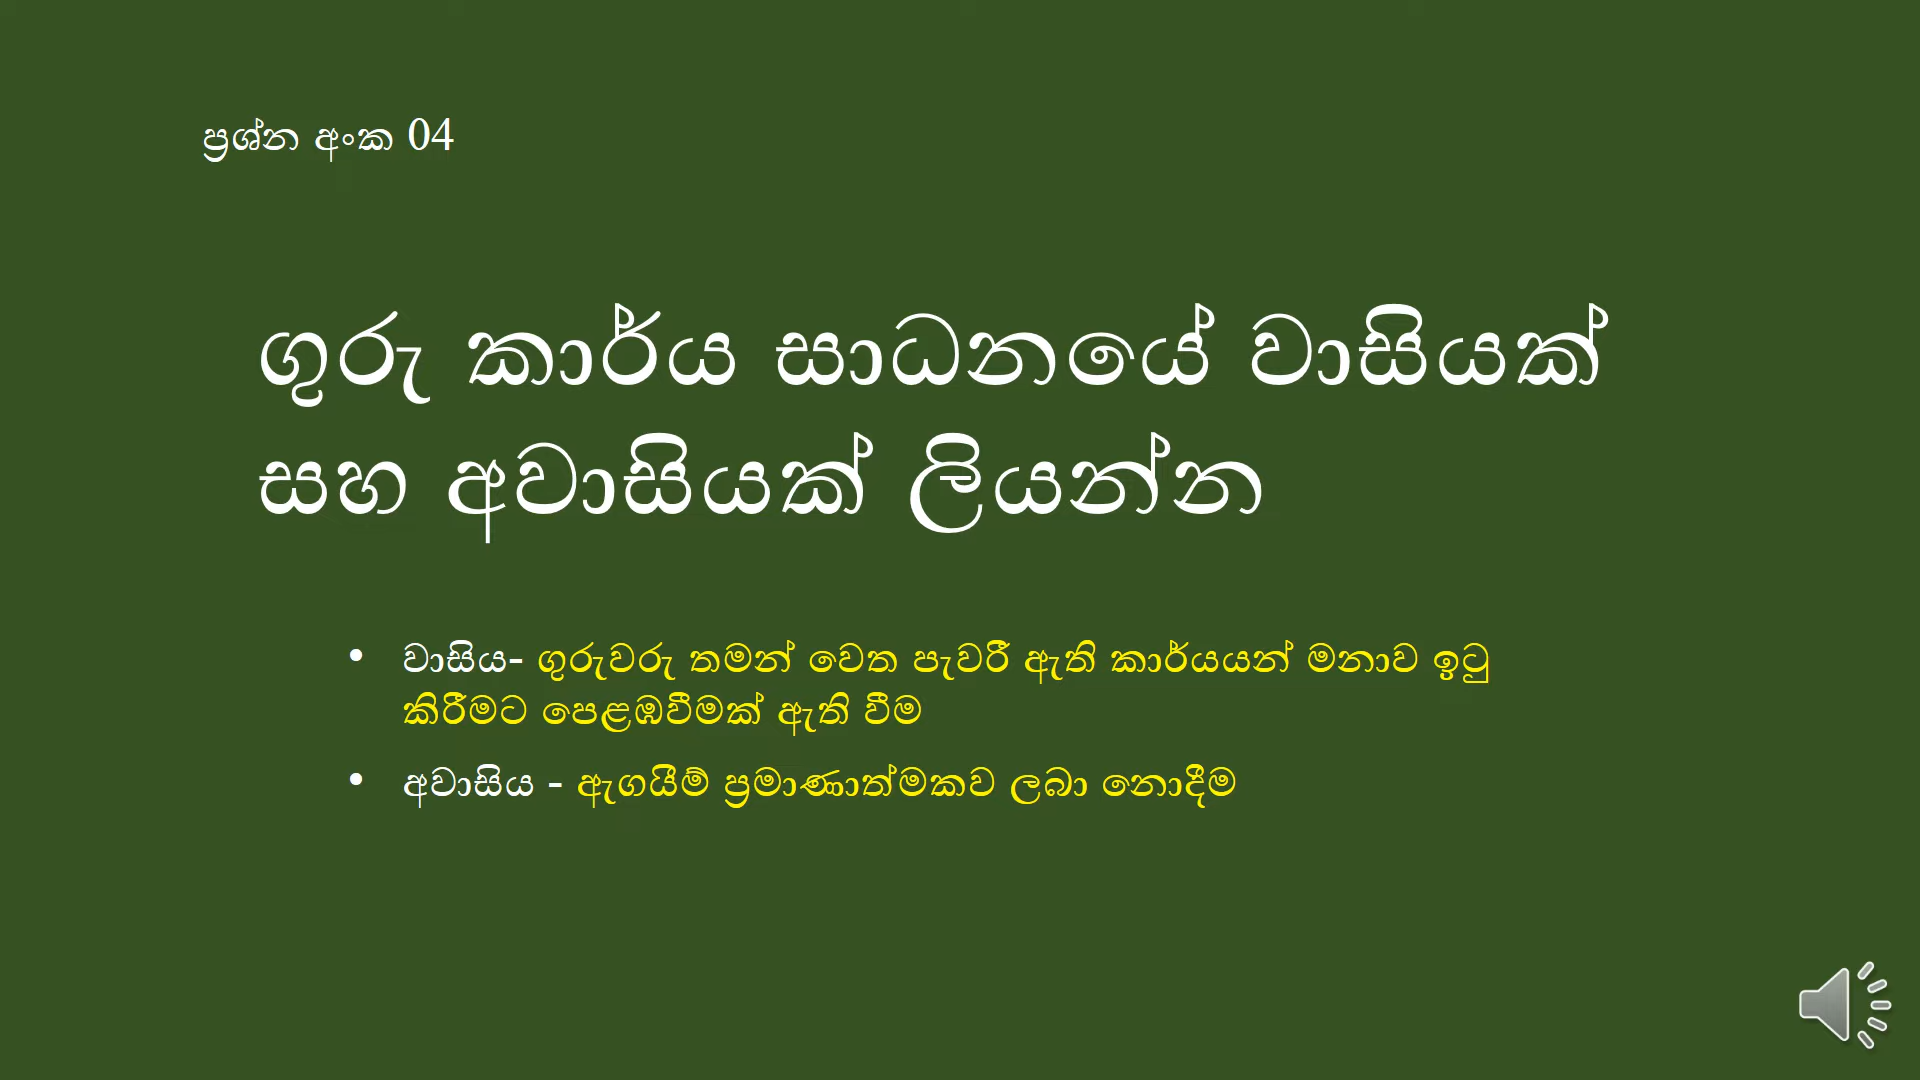 ප්‍රශ්න අංක 04
ගුරු කාර්ය සාධනයේ වාසියක්
සහ අවාසියක් ලියන්න
• වාසිය- ගුරුවරු තමන් වෙත පැවරී ඇති කාර්යයන් මනාව ඉටු
කිරීමට පෙළඹවීමක් ඇති වීම
• අවාසිය - ඇගයීම් ප්‍රමාණාත්මකව ලබා නොදීම